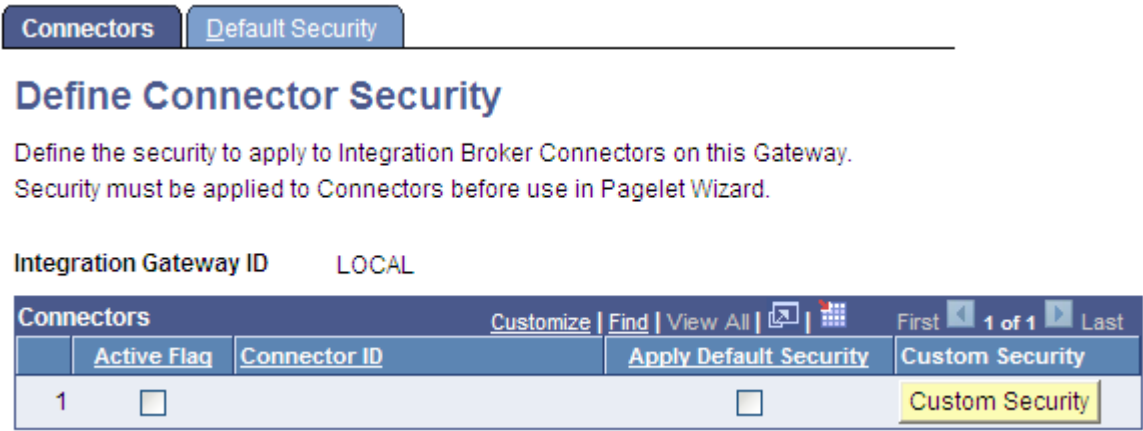 Connectors Default Security
Define Connector Security
Define the security to apply to Integration Broker Connectors on this Gateway.
Security must be applied to Connectors before use in Pagelet Wizard.
Integration Gateway ID LOCAL
Connectors Customize | Find | View All | | First 1 of 1 Last
Active Flag Connector ID Apply Default Security Custom Security
1 Custom Security